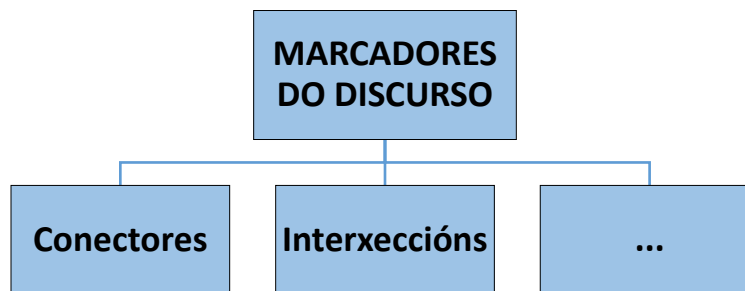 MARCADORES
DO DISCURSO
Conectores
Interxeccións
...